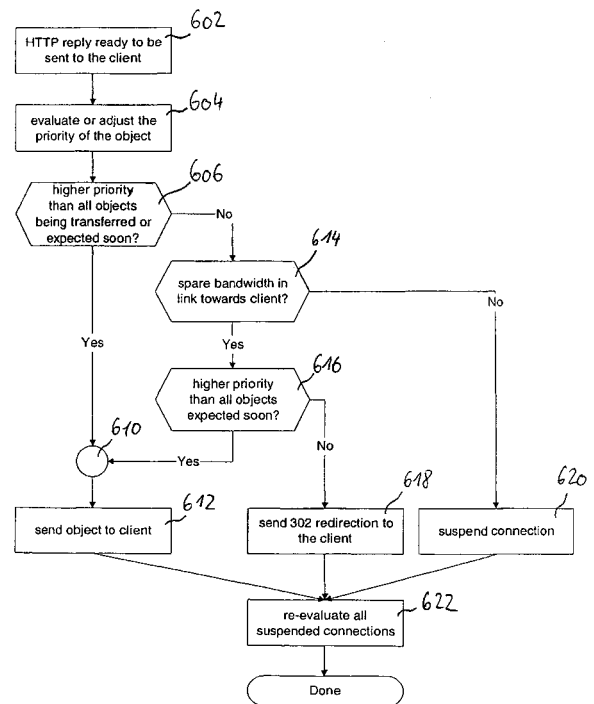 602
HTTP reply ready to be
sent to the client
604
evaluate or adjust the
priority of the object
606
higher priority
than all objects
being transferred or
expected soon?
No
614
spare bandwidth in
link towards client?
No
Yes
Yes
616
higher priority
than all objects
expected soon?
No
610
Yes
612
send object to client
618
send 302 redirection to
the client
620
suspend connection
622
re-evaluate all
suspended connections
Done